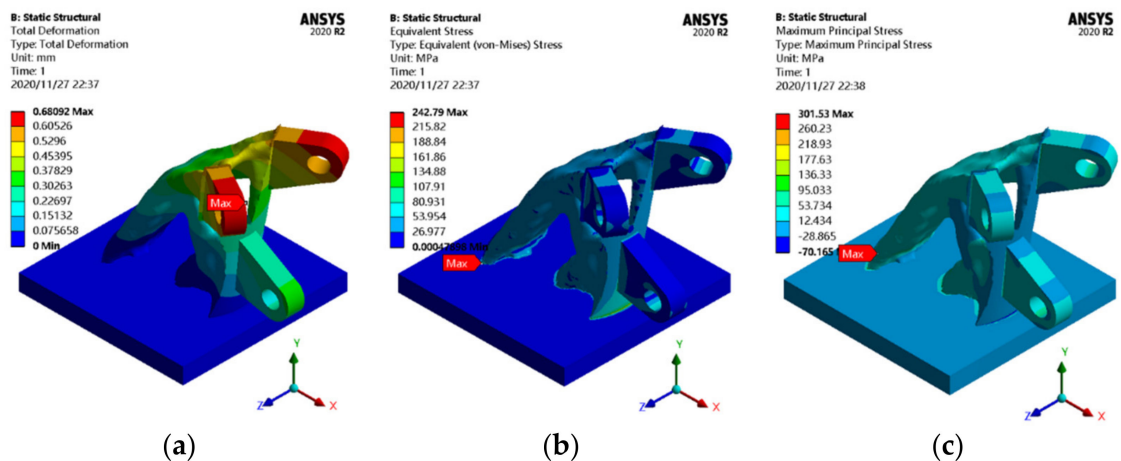 B: Static Structural
Total Deformation
Type: Total Deformation
Unit: mm
Time: 1
2020/11/27 22:37
ANSYS
2020 R2
0.68092 Max
0.60526
0.5296
0.45395
0.37829
0.30263
0.22697
0.15132
0.075658
0 Min
Max
Y
Z
X
(a)
B: Static Structural
Equivalent Stress
Type: Equivalent (von-Mises) Stress
Unit: MPa
Time: 1
2020/11/27 22:37
ANSYS
2020 R2
242.79 Max
215.82
188.84
161.86
134.88
107.91
80.931
53.954
26.977
Min
Max
Y
Z
X
(b)
B: Static Structural
Maximum Principal Stress
Type: Maximum Principal Stress
Unit: MPa
Time: 1
2020/11/27 22:38
ANSYS
2020 R2
301.53 Max
260.23
218.93
177.63
136.33
95.033
53.734
12.434
-28.865
-70.165
Max
Y
Z
X
(c)